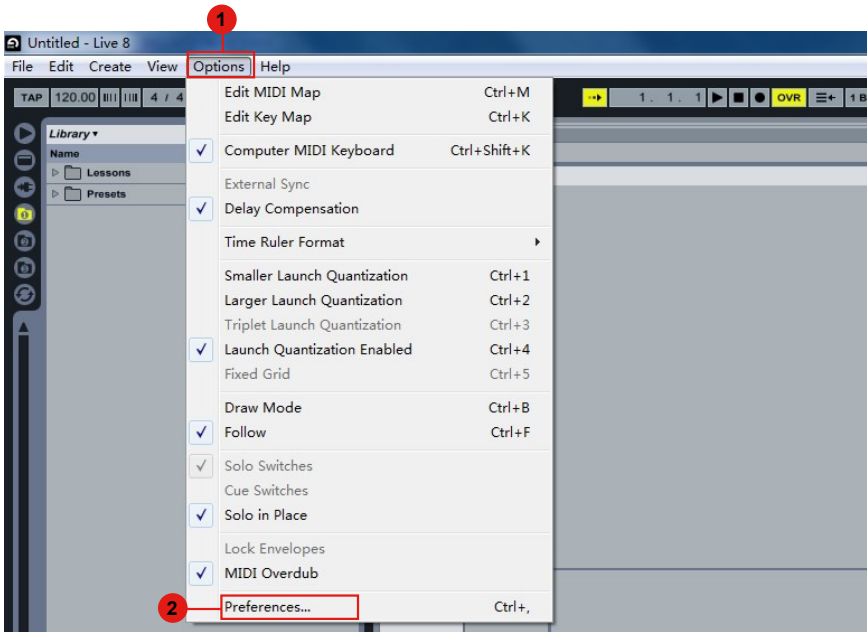 1
Untitled - Live 8
File Edit Create View Options Help
TAP 120.00 4 / 4 1. 1. 1 OVR 1 B
Library
Name
Lessons
Presets
Edit MIDI Map Ctrl+M
Edit Key Map Ctrl+K
Computer MIDI Keyboard Ctrl+Shift+K
External Sync
Delay Compensation
Time Ruler Format
Smaller Launch Quantization Ctrl+1
Larger Launch Quantization Ctrl+2
Triplet Launch Quantization Ctrl+3
Launch Quantization Enabled Ctrl+4
Fixed Grid Ctrl+5
Draw Mode Ctrl+B
Follow Ctrl+F
Solo Switches
Cue Switches
Solo in Place
Lock Envelopes
MIDI Overdub
2 Preferences... Ctrl+,